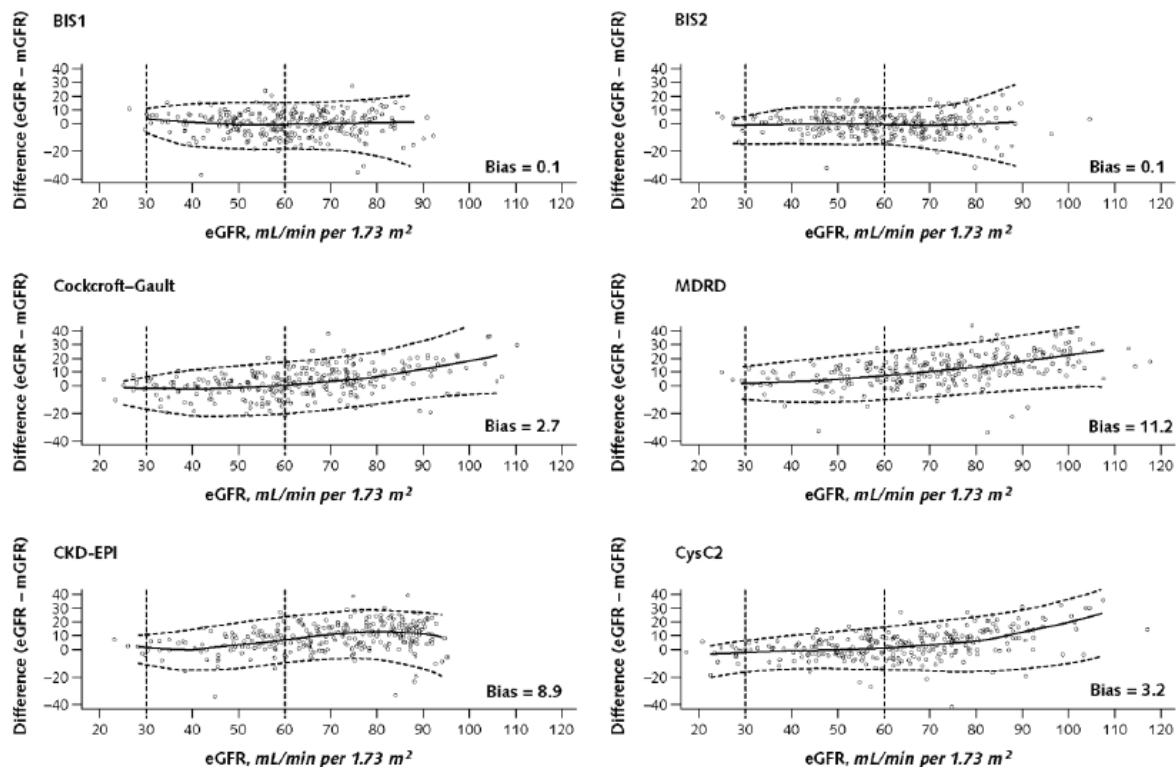 BIS1
Difference (eGFR – mGFR)
40
30
20
10
0
–20
–40
Bias = 0.1
20 30 40 50 60 70 80 90 100 110 120
eGFR, mL/min per 1.73 m²
BIS2
Difference (eGFR – mGFR)
40
30
20
10
0
–20
–40
Bias = 0.1
20 30 40 50 60 70 80 90 100 110 120
eGFR, mL/min per 1.73 m²
Cockcroft–Gault
Difference (eGFR – mGFR)
40
30
20
10
0
–20
–40
Bias = 2.7
20 30 40 50 60 70 80 90 100 110 120
eGFR, mL/min per 1.73 m²
MDRD
Difference (eGFR – mGFR)
40
30
20
10
0
–20
–40
Bias = 11.2
20 30 40 50 60 70 80 90 100 110 120
eGFR, mL/min per 1.73 m²
CKD-EPI
Difference (eGFR – mGFR)
40
30
20
10
0
–20
–40
Bias = 8.9
20 30 40 50 60 70 80 90 100 110 120
eGFR, mL/min per 1.73 m²
CysC2
Difference (eGFR – mGFR)
40
30
20
10
0
–20
–40
Bias = 3.2
20 30 40 50 60 70 80 90 100 110 120
eGFR, mL/min per 1.73 m²